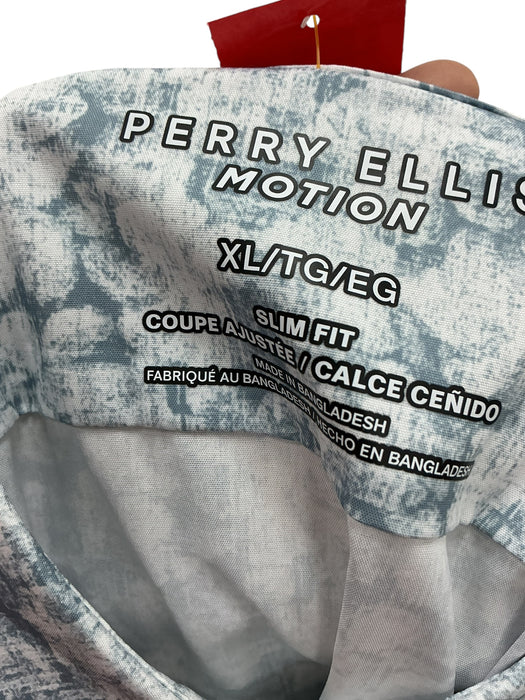 PERRY ELLIS
MOTION
XL/TG/EG
SLIM FIT
COUPE AJUSTÉE / CALCE CEÑIDO
MADE IN BANGLADESH
FABRIQUÉ AU BANGLADESH / HECHO EN BANGLADESH